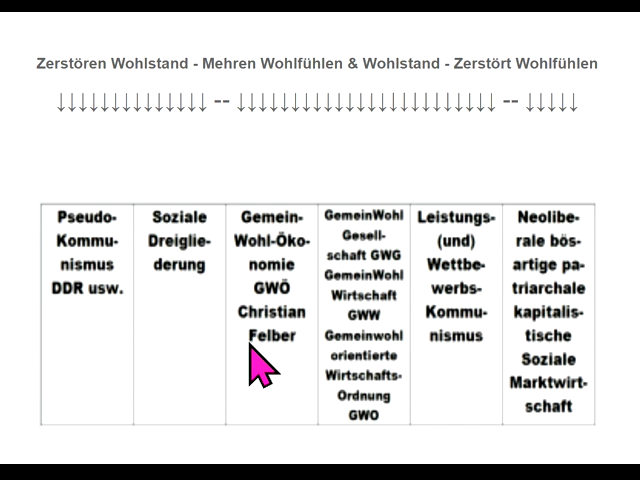 Zerstören Wohlstand - Mehren Wohlfühlen & Wohlstand - Zerstört Wohlfühlen
↓↓↓↓↓↓↓↓↓↓↓↓↓↓ -- ↓↓↓↓↓↓↓↓↓↓↓↓↓↓↓↓↓↓↓↓↓↓↓↓ -- ↓↓↓↓↓
Pseudo-
Kommu-
nismus
DDR usw.
Soziale
Dreiglie-
derung
Gemein-
Wohl-Öko-
nomie
GWÖ
Christian
Felber
GemeinWohl
Gesell-
schaft GWG
GemeinWohl
Wirtschaft
GWW
Gemeinwohl
orientierte
Wirtschafts-
Ordnung
GWO
Leistungs-
(und)
Wettbe-
werbs-
Kommu-
nismus
Neolibe-
rale bös-
artige pa-
triarchale
kapitalis-
tische
Soziale
Marktwirt-
schaft